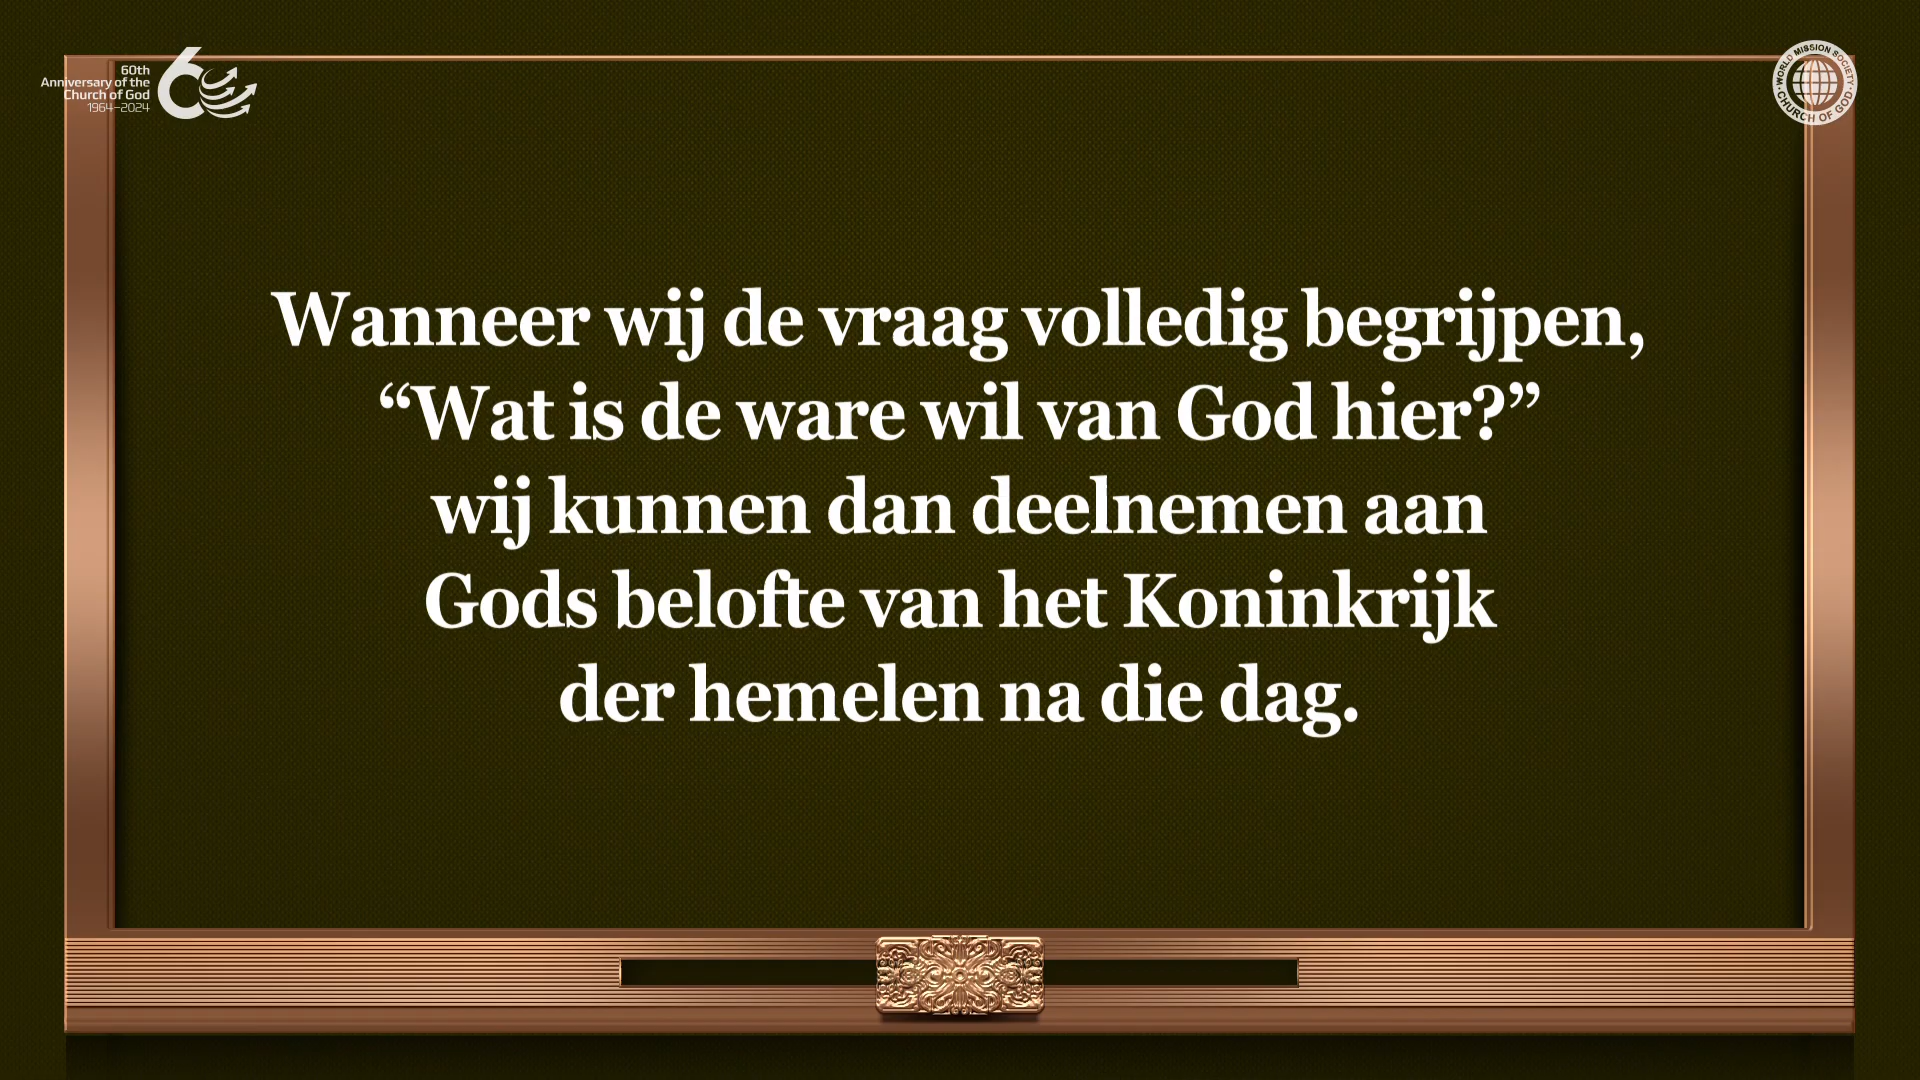 60th
Anniversary of the
Church of God
1964–2024
WORLD MISSION SOCIETY
CHURCH OF GOD
Wanneer wij de vraag volledig begrijpen,
“Wat is de ware wil van God hier?”
wij kunnen dan deelnemen aan
Gods belofte van het Koninkrijk
der hemelen na die dag.